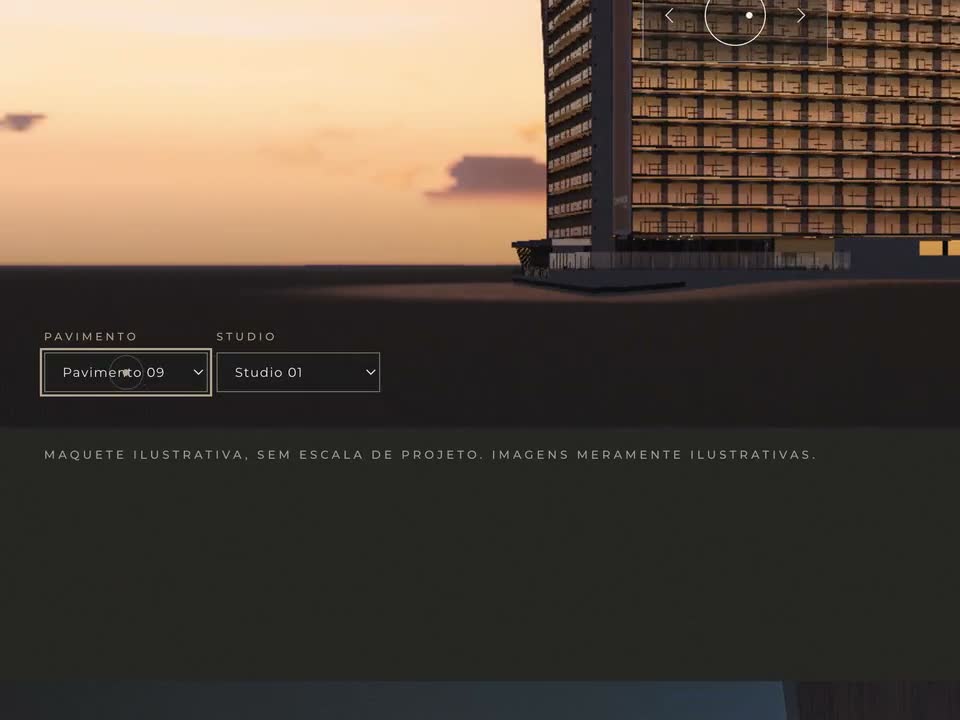 PAVIMENTO
STUDIO
Pavimento 09
Studio 01
MAQUETE ILUSTRATIVA, SEM ESCALA DE PROJETO. IMAGENS MERAMENTE ILUSTRATIVAS.